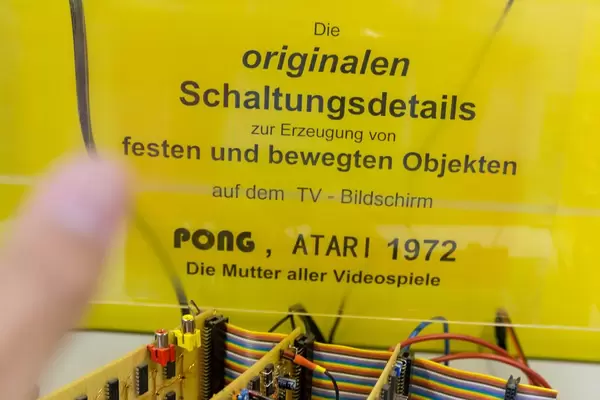 Die
originalen
Schaltungsdetails
zur Erzeugung von
festen und bewegten Objekten
auf dem TV - Bildschirm
PONG, ATARI 1972
Die Mutter aller Videospiele